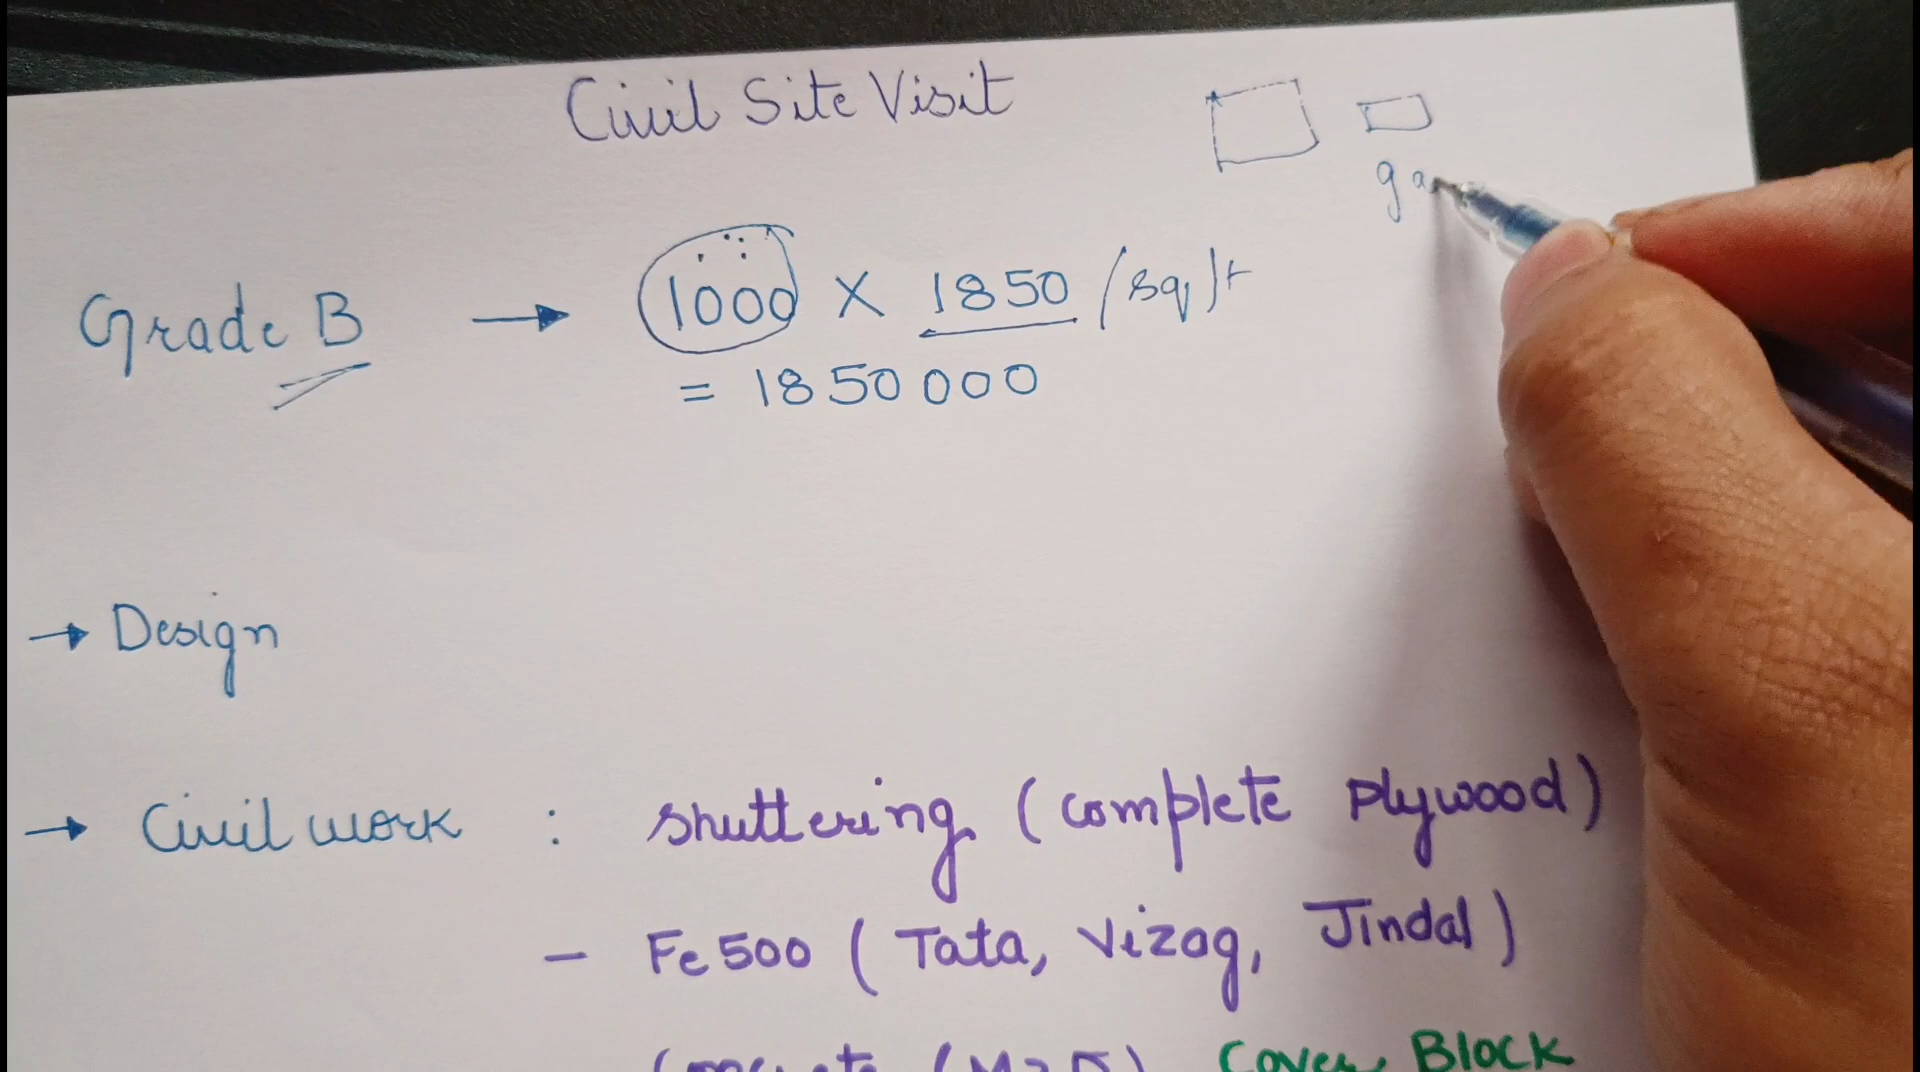 Civil Site Visit
ga
Grade B → 1000 X 1850 /sq)t
= 1850000
→ Design
→ Civil work : shuttering (complete plywood)
- Fe500 (Tata, Vizag, Jindal)
Cover Block